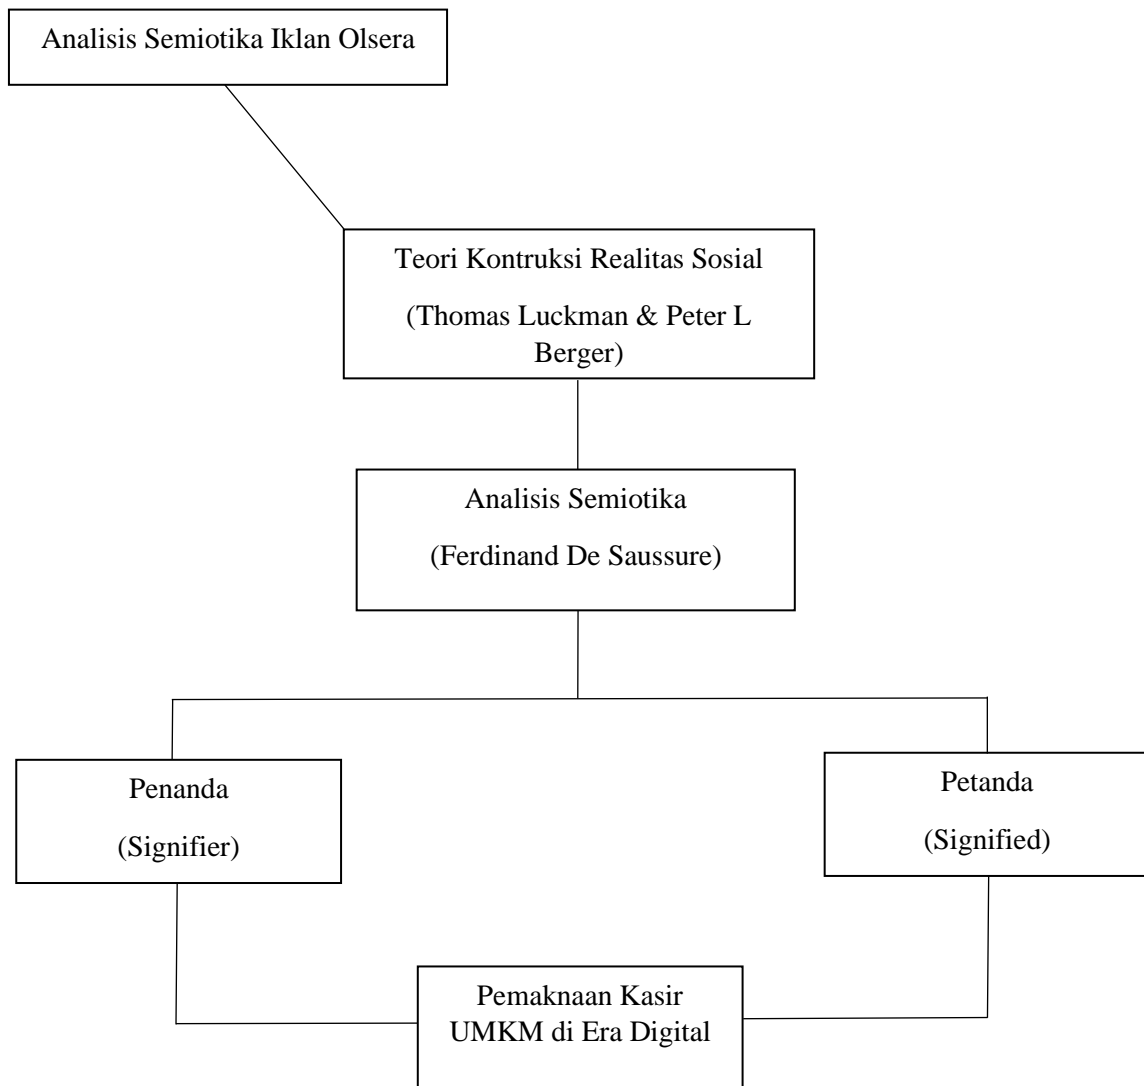 Analisis Semiotika Iklan Olsera
Teori Kontruksi Realitas Sosial
(Thomas Luckman & Peter L
Berger)
Analisis Semiotika
(Ferdinand De Saussure)
Penanda
(Signifier)
Petanda
(Signified)
Pemaknaan Kasir
UMKM di Era Digital